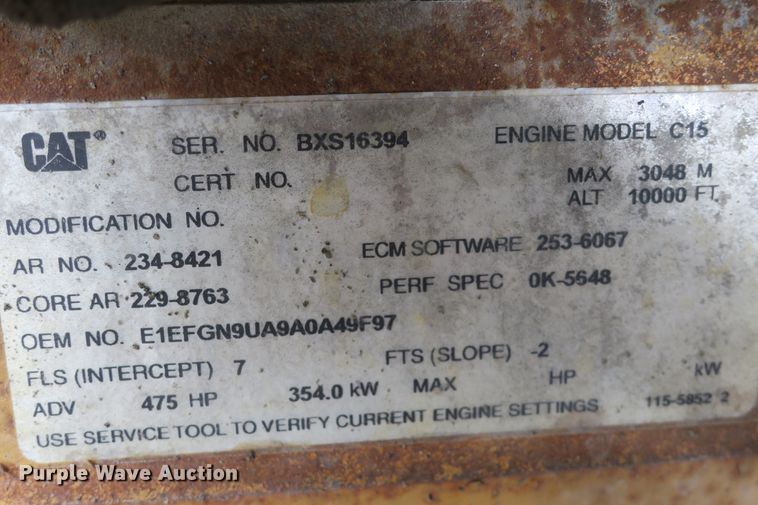 CAT® SER. NO. BXS16394 ENGINE MODEL C15
CERT NO. MAX 3048 M
ALT 10000 FT.
MODIFICATION NO.
AR NO. 234-8421 ECM SOFTWARE 253-6067
CORE AR 229-8763 PERF SPEC 0K-5648
OEM NO. E1EFGN9UA9A0A49F97
FLS (INTERCEPT) 7 FTS (SLOPE) -2
ADV 475 HP 354.0 kW MAX HP kW
USE SERVICE TOOL TO VERIFY CURRENT ENGINE SETTINGS 115-5852 2
Purple Wave Auction